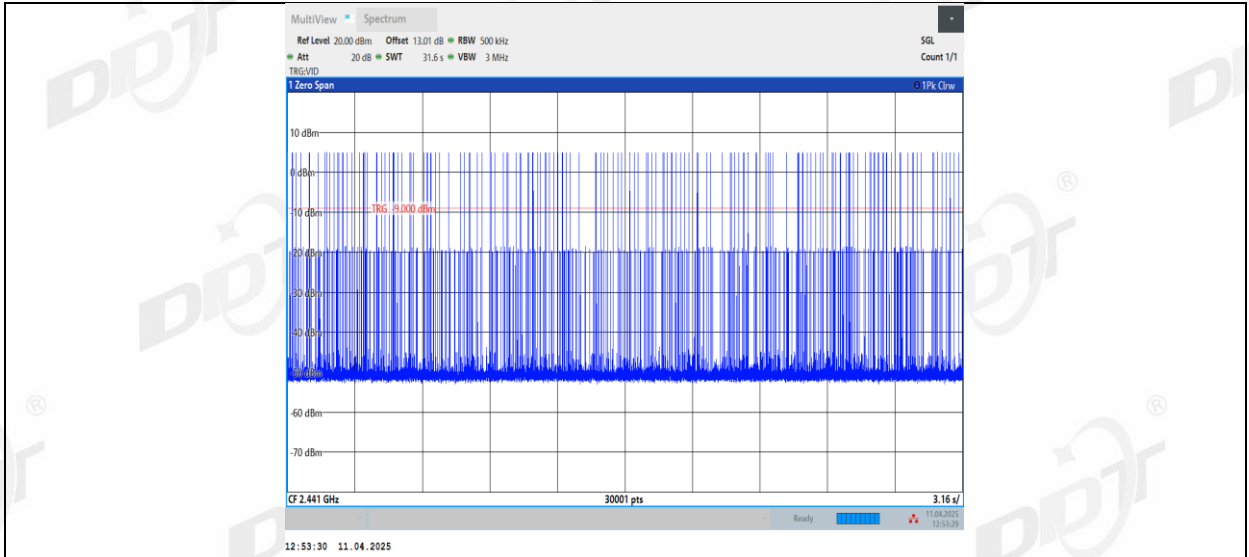 MultiView Spectrum
Ref Level 20.00 dBm Offset 13.01 dB RBW 500 kHz SGL
Att 20 dB SWT 31.6 s VBW 3 MHz Count 1/1
TRG:VID
1 Zero Span 1Pk Clrw
10 dBm
0 dBm
TRG -9.000 dBm
-10 dBm
-20 dBm
-30 dBm
-40 dBm
-60 dBm
-70 dBm
CF 2.441 GHz 30001 pts 3.16 s/
Ready 11.04.2025
12:53:29
12:53:30 11.04.2025
DDT ®